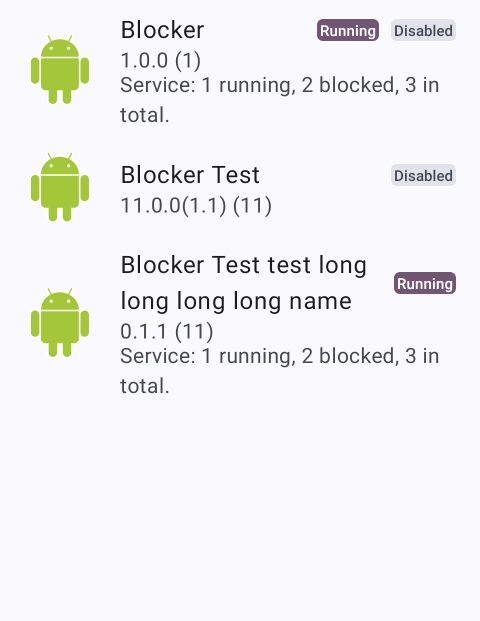 Blocker Running Disabled
1.0.0 (1)
Service: 1 running, 2 blocked, 3 in
total.
Blocker Test Disabled
11.0.0(1.1) (11)
Blocker Test test long
long long long name Running
0.1.1 (11)
Service: 1 running, 2 blocked, 3 in
total.